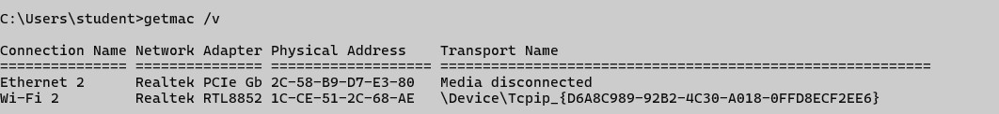 C:\Users\student>getmac /v
Connection Name Network Adapter Physical Address    Transport Name
=============== =============== =================== ==========================================================
Ethernet 2      Realtek PCIe Gb 2C-58-B9-D7-E3-80   Media disconnected
Wi-Fi 2         Realtek RTL8852 1C-CE-51-2C-68-AE   \Device\Tcpip_{D6A8C989-92B2-4C30-A018-0FFD8ECF2EE6}